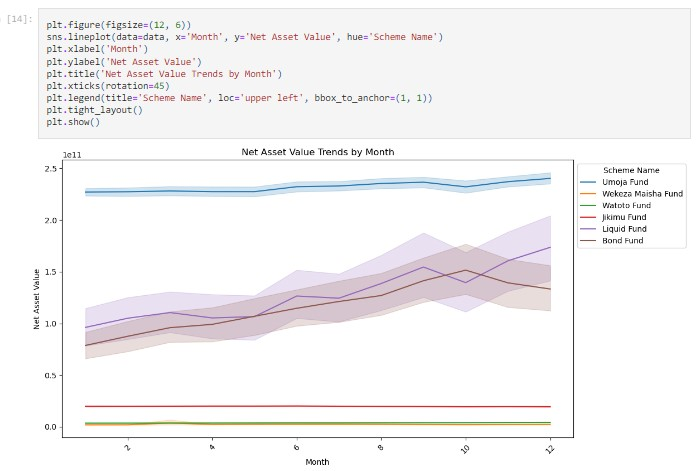 [14]:
plt.figure(figsize=(12, 6))
sns.lineplot(data=data, x='Month', y='Net Asset Value', hue='Scheme Name')
plt.xlabel('Month')
plt.ylabel('Net Asset Value')
plt.title('Net Asset Value Trends by Month')
plt.xticks(rotation=45)
plt.legend(title='Scheme Name', loc='upper left', bbox_to_anchor=(1, 1))
plt.tight_layout()
plt.show()
Net Asset Value Trends by Month
1e11
2.5
2.0
1.5
1.0
0.5
0.0
Net Asset Value
2
4
6
8
10
12
Month
Scheme Name
Umoja Fund
Wekeza Maisha Fund
Watoto Fund
Jikimu Fund
Liquid Fund
Bond Fund